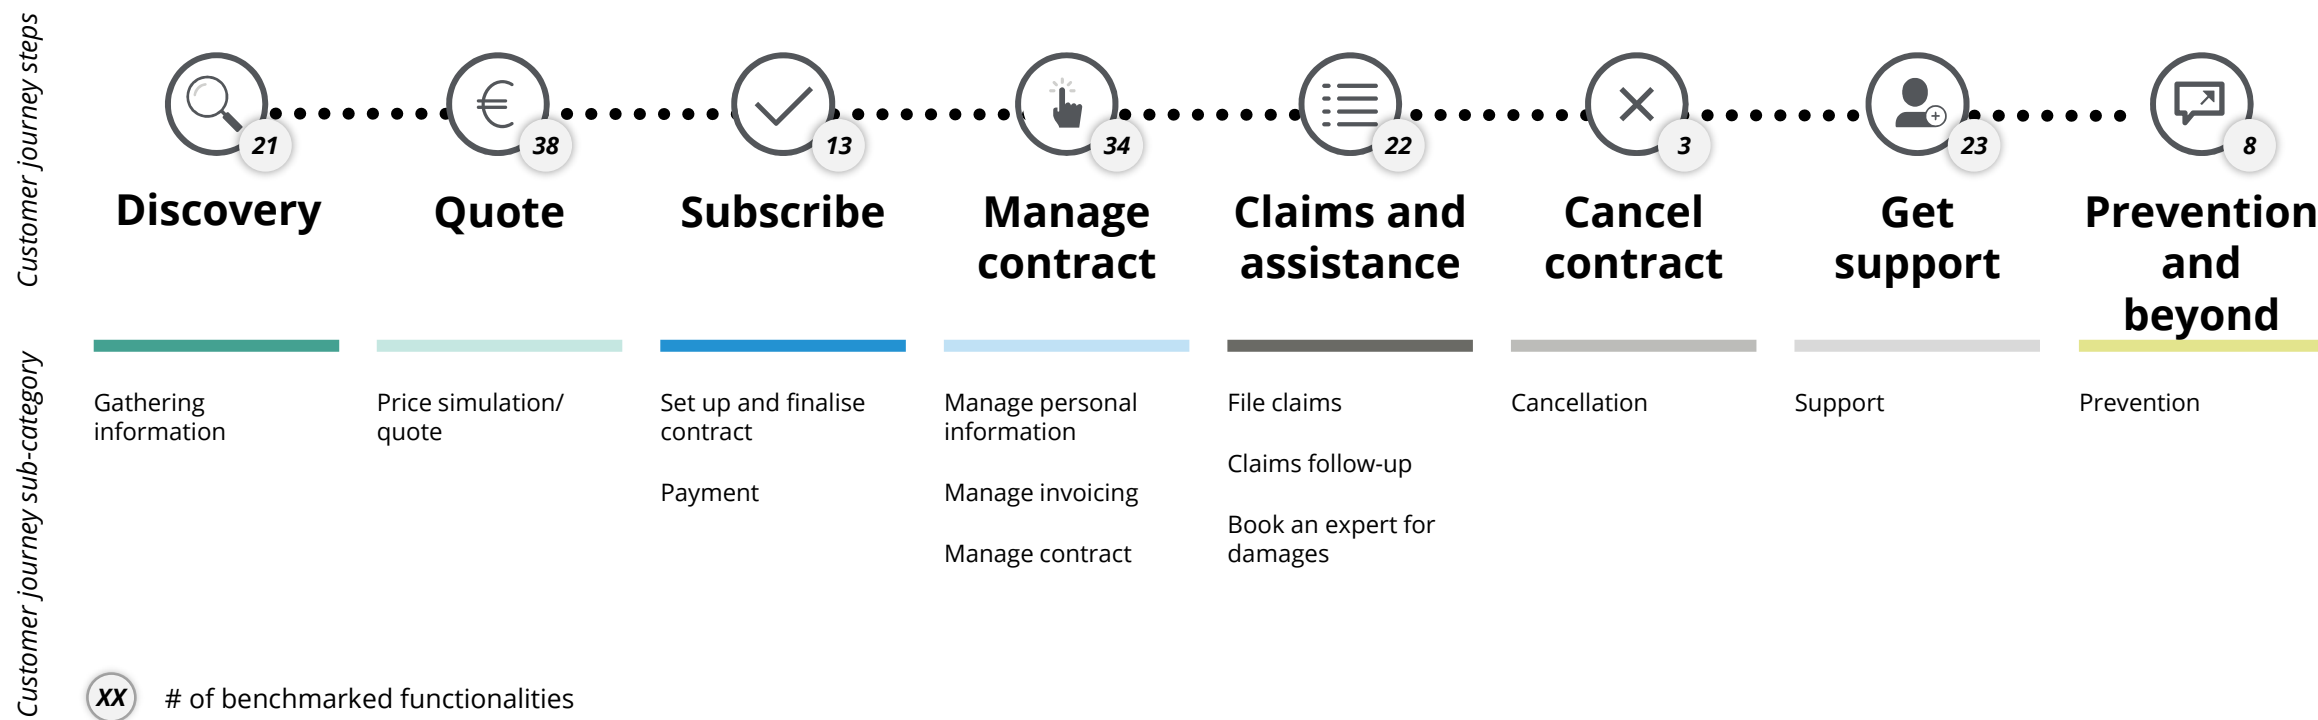 Customer journey steps
21
38
13
34
22
3
23
8
Discovery
Quote
Subscribe
Manage
contract
Claims and
assistance
Cancel
contract
Get
support
Prevention
and
beyond
Customer journey sub-category
Gathering
information
Price simulation/
quote
Set up and finalise
contract
Payment
Manage personal
information
Manage invoicing
Manage contract
File claims
Claims follow-up
Book an expert for
damages
Cancellation
Support
Prevention
XX # of benchmarked functionalities